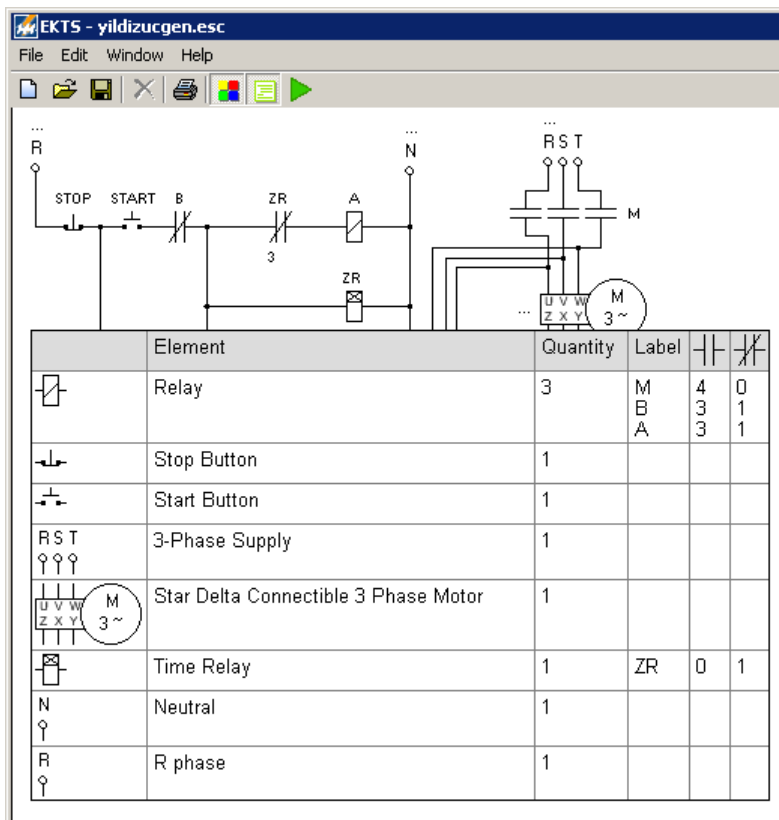 EKTS - yildizucgen.esc
File Edit Window Help
... ... ...
R N R S T
STOP START B ZR A M
3
ZR
... U V W M
Z X Y 3 ~
Element Quantity Label
Relay 3 M 4 0
B 3 1
A 3 1
Stop Button 1
Start Button 1
R S T 3-Phase Supply 1
U V W M Star Delta Connectible 3 Phase Motor 1
Z X Y 3 ~
Time Relay 1 ZR 0 1
N Neutral 1
R R phase 1